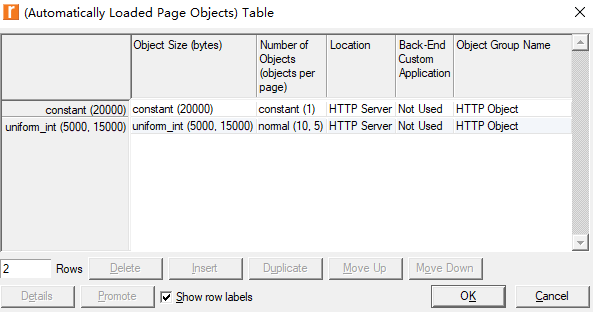 (Automatically Loaded Page Objects) Table
Object Size (bytes) Number of Objects (objects per page) Location Back-End Custom Application Object Group Name
constant (20000) constant (20000) constant (1) HTTP Server Not Used HTTP Object
uniform_int (5000, 15000) uniform_int (5000, 15000) normal (10, 5) HTTP Server Not Used HTTP Object
2 Rows Delete Insert Duplicate Move Up Move Down
Details Promote Show row labels OK Cancel